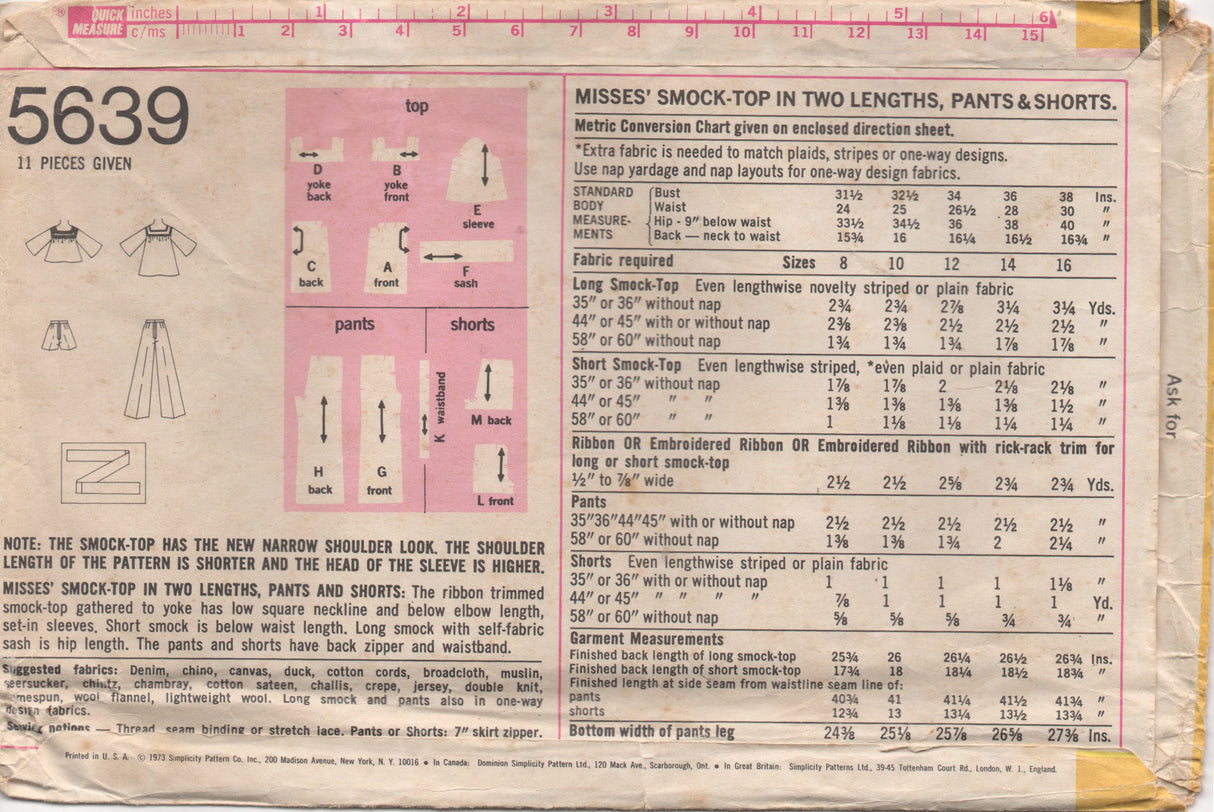 ® QUICK MEASURE inches 1 2 3 4 5 6
c/ms 1 2 3 4 5 6 7 8 9 10 11 12 13 14 15
5639
11 PIECES GIVEN
top
D yoke back
B yoke front
E sleeve
C back
A front
F sash
pants
shorts
H back
G front
K waistband
M back
L front
NOTE: THE SMOCK-TOP HAS THE NEW NARROW SHOULDER LOOK. THE SHOULDER
LENGTH OF THE PATTERN IS SHORTER AND THE HEAD OF THE SLEEVE IS HIGHER.
MISSES' SMOCK-TOP IN TWO LENGTHS, PANTS AND SHORTS: The ribbon trimmed
smock-top gathered to yoke has low square neckline and below elbow length,
set-in sleeves. Short smock is below waist length. Long smock with self-fabric
sash is hip length. The pants and shorts have back zipper and waistband.
Suggested fabrics: Denim, chino, canvas, duck, cotton cords, broadcloth, muslin,
seersucker, chintz, chambray, cotton sateen, challis, crepe, jersey, double knit,
homespun, wool flannel, lightweight wool. Long smock and pants also in one-way
design fabrics.
Sewing notions — Thread, seam binding or stretch lace. Pants or Shorts: 7" skirt zipper.
MISSES' SMOCK-TOP IN TWO LENGTHS, PANTS & SHORTS.
Metric Conversion Chart given on enclosed direction sheet.
*Extra fabric is needed to match plaids, stripes or one-way designs.
Use nap yardage and nap layouts for one-way design fabrics.
STANDARD Bust 31½ 32½ 34 36 38 Ins.
BODY Waist 24 25 26½ 28 30 "
MEASURE- Hip - 9" below waist 33½ 34½ 36 38 40 "
MENTS Back — neck to waist 15¾ 16 16¼ 16½ 16¾ "
Fabric required Sizes 8 10 12 14 16
Long Smock-Top Even lengthwise novelty striped or plain fabric
35" or 36" without nap 2¾ 2¾ 2⅞ 3¼ 3¼ Yds.
44" or 45" with or without nap 2⅜ 2⅜ 2½ 2½ 2½ "
58" or 60" without nap 1¾ 1¾ 1¾ 1⅞ 1⅞ "
Short Smock-Top Even lengthwise striped, *even plaid or plain fabric
35" or 36" without nap 1⅞ 1⅞ 2 2⅛ 2⅛ "
44" or 45" " " 1⅜ 1⅜ 1⅜ 1⅜ 1½ "
58" or 60" " " 1 1⅛ 1⅛ 1¼ 1¼ "
Ribbon OR Embroidered Ribbon OR Embroidered Ribbon with rick-rack trim for
long or short smock-top
½" to ⅞" wide 2½ 2½ 2⅝ 2¾ 2¾ Yds.
Pants
35"36"44"45" with or without nap 2½ 2½ 2½ 2½ 2½ "
58" or 60" without nap 1⅜ 1⅜ 1¾ 2 2¼ "
Shorts Even lengthwise striped or plain fabric
35" or 36" with or without nap 1 1 1 1 1⅛ "
44" or 45" " " " " ⅞ 1 1 1 1 Yd.
58" or 60" without nap ⅝ ⅝ ⅝ ¾ ¾ "
Garment Measurements
Finished back length of long smock-top 25¾ 26 26¼ 26½ 26¾ Ins.
Finished back length of short smock-top 17¾ 18 18¼ 18½ 18¾ "
Finished length at side seam from waistline seam line of:
pants 40¾ 41 41¼ 41½ 41¾ "
shorts 12¾ 13 13¼ 13½ 13¾ "
Bottom width of pants leg 24⅜ 25⅛ 25⅞ 26⅝ 27⅜ Ins.
Ask for
Printed in U. S. A. © 1973 Simplicity Pattern Co. Inc., 200 Madison Avenue, New York, N. Y. 10016 ● In Canada: Dominion Simplicity Pattern Ltd., 120 Mack Ave., Scarborough, Ont. ● In Great Britain: Simplicity Patterns Ltd., 39-45 Tottenham Court Rd., London, W. 1., England.